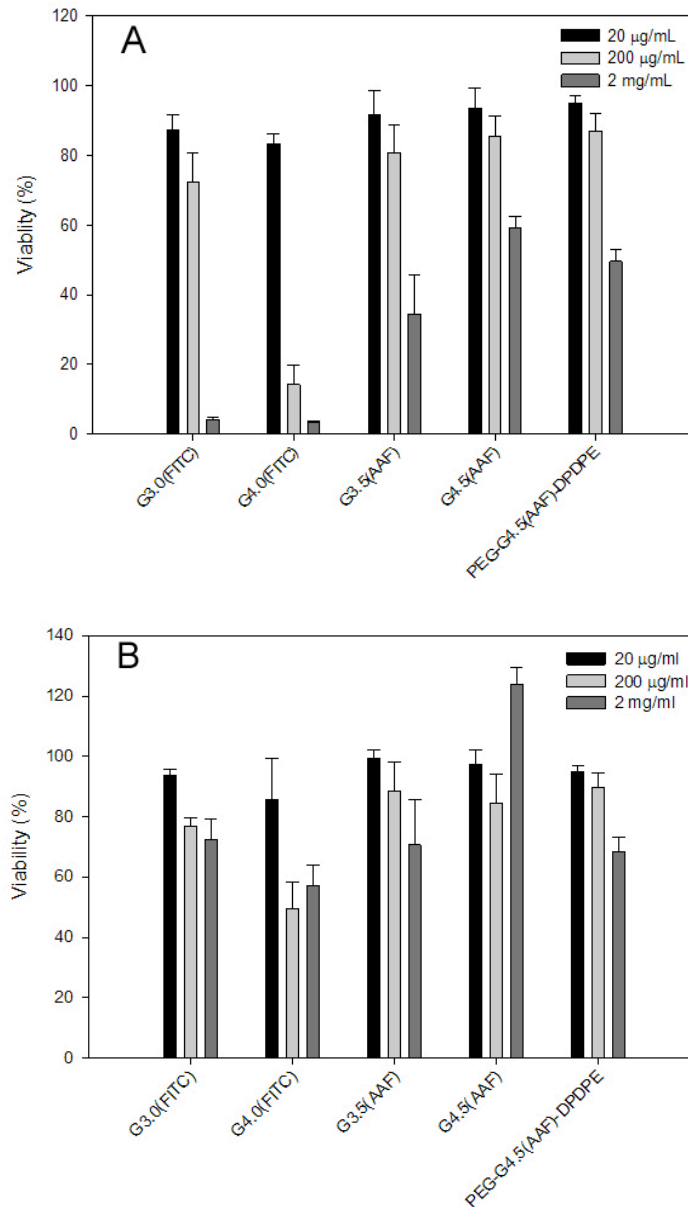 A
20 μg/mL
200 μg/mL
2 mg/mL
Viablity (%)
120
100
80
60
40
20
0
G3.0(FITC)
G4.0(FITC)
G3.5(AAF)
G4.5(AAF)
PEG-G4.5(AAF)-DPDPE
B
20 μg/ml
200 μg/ml
2 mg/ml
Viability (%)
140
120
100
80
60
40
20
0
G3.0(FITC)
G4.0(FITC)
G3.5(AAF)
G4.5(AAF)
PEG-G4.5(AAF)-DPDPE